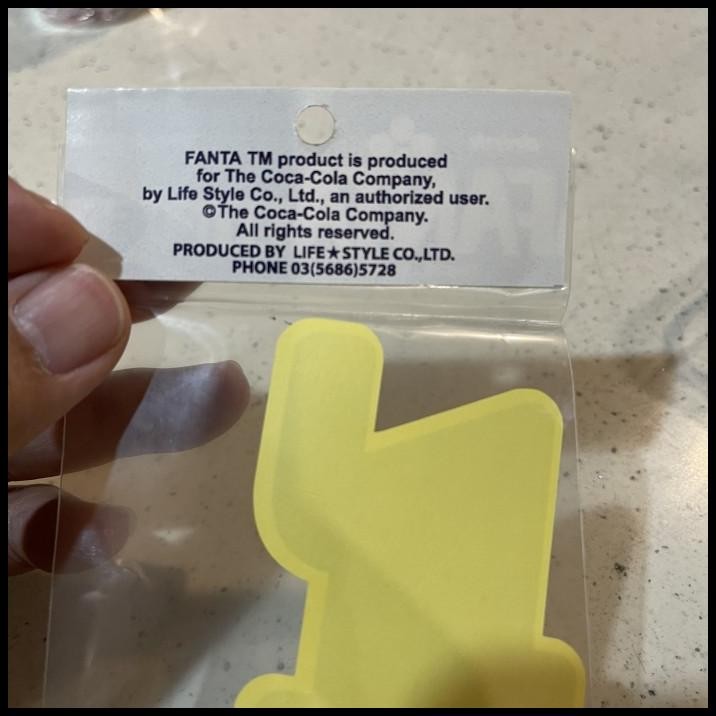 FANTA TM product is produced
for The Coca-Cola Company,
by Life Style Co., Ltd., an authorized user.
©The Coca-Cola Company.
All rights reserved.
PRODUCED BY LIFE★STYLE CO.,LTD.
PHONE 03(5686)5728